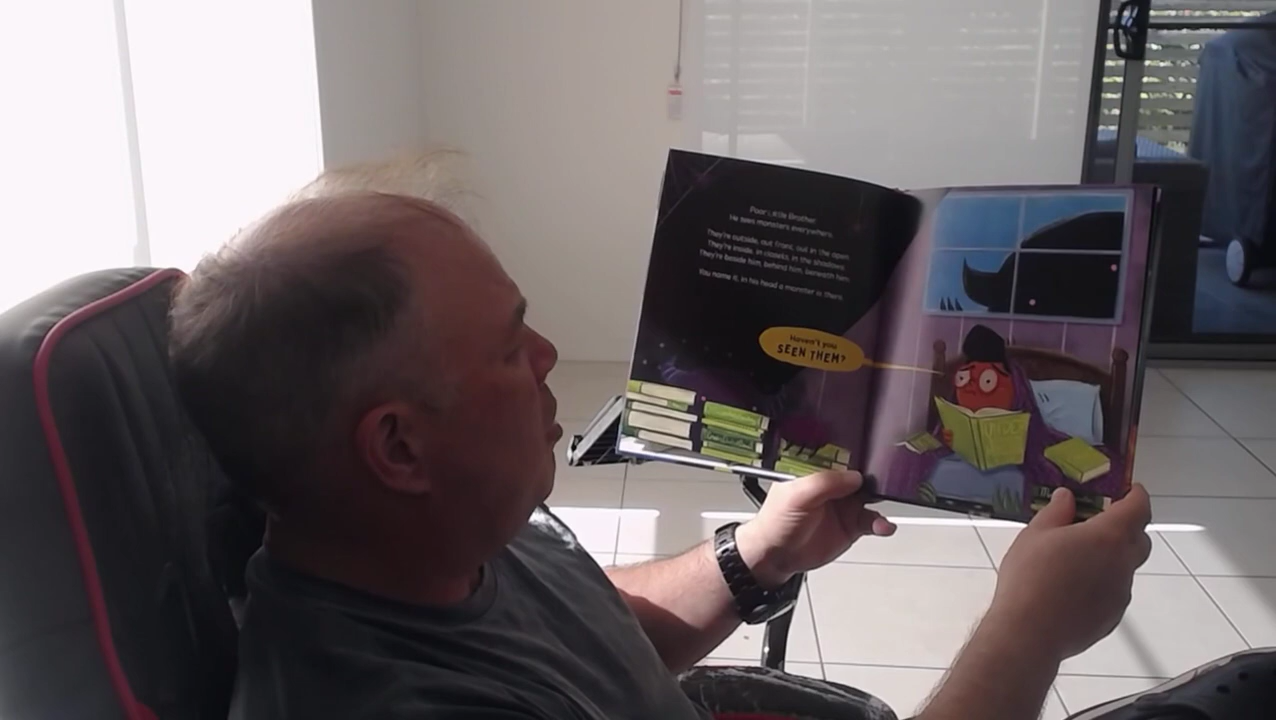 Poor Little Brother.
He sees monsters everywhere.
They're outside, out front, out in the open.
They're inside, in closets, in the shadows.
They're beside him, behind him, beneath him.
You name it, in his head a monster is there.
Haven't you
SEEN THEM?